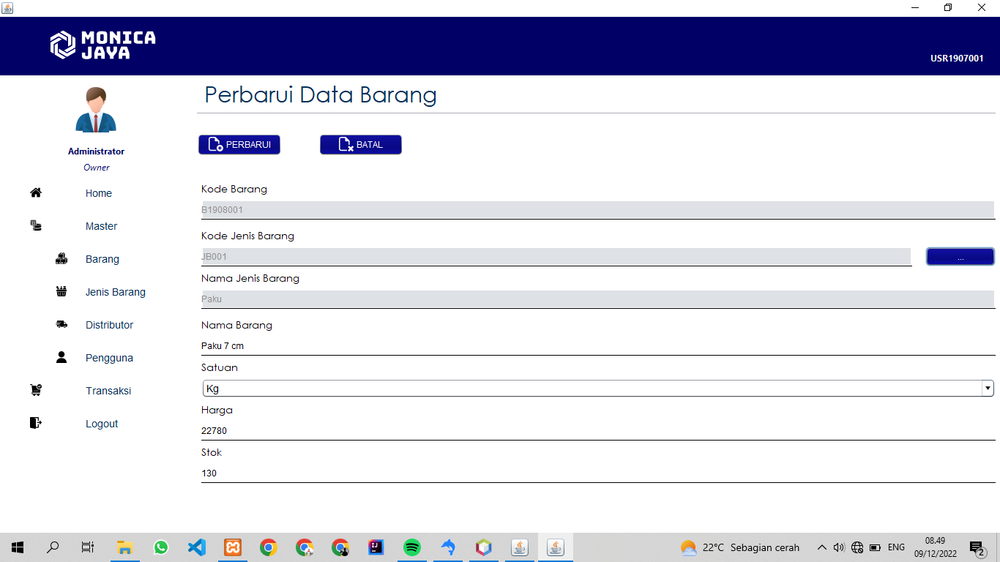 MONICA
JAYA
USR1907001
Administrator
Owner
Home
Master
Barang
Jenis Barang
Distributor
Pengguna
Transaksi
Logout
Perbarui Data Barang
PERBARUI
BATAL
Kode Barang
B1908001
Kode Jenis Barang
JB001
...
Nama Jenis Barang
Paku
Nama Barang
Paku 7 cm
Satuan
Kg
Harga
22780
Stok
130
22°C Sebagian cerah
ENG
08.49
09/12/2022
2